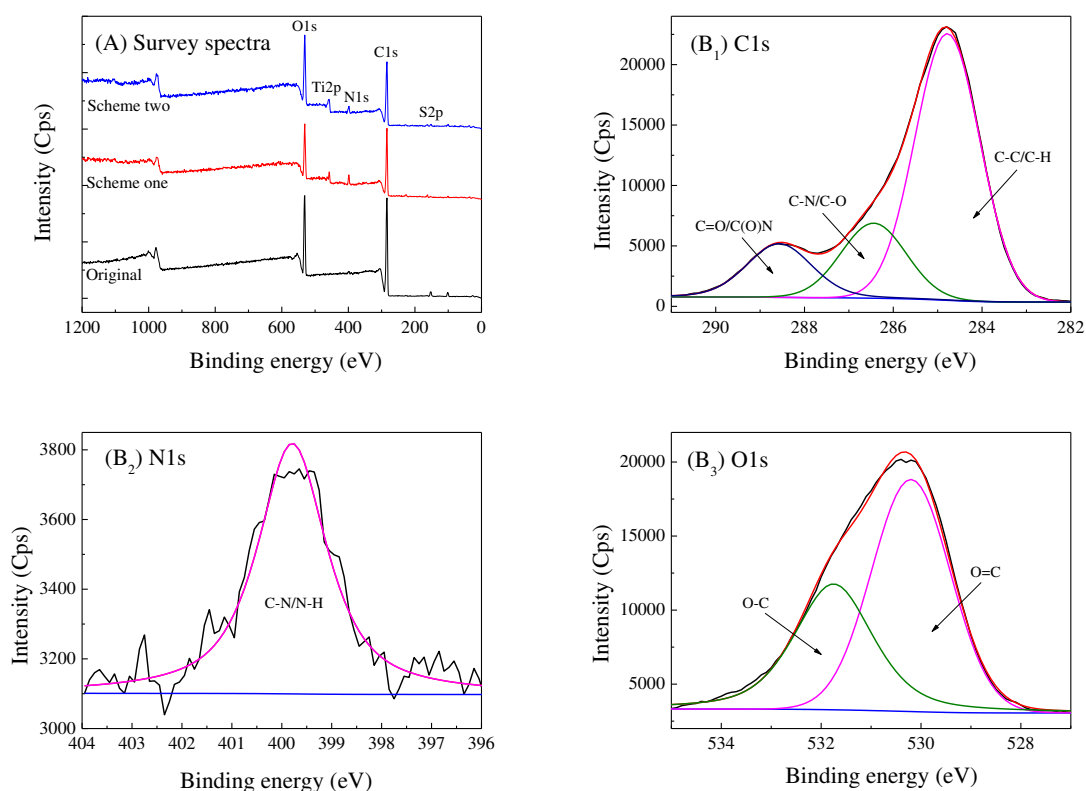 (A) Survey spectra
O1s
C1s
Ti2p
N1s
S2p
Scheme two
Scheme one
Original
Intensity (Cps)
1200 1000 800 600 400 200 0
Binding energy (eV)
(B₁) C1s
C-C/C-H
C-N/C-O
C=O/C(O)N
Intensity (Cps)
20000
15000
10000
5000
0
290 288 286 284 282
Binding energy (eV)
(B₂) N1s
C-N/N-H
Intensity (Cps)
3800
3600
3400
3200
3000
404 403 402 401 400 399 398 397 396
Binding energy (eV)
(B₃) O1s
O=C
O-C
Intensity (Cps)
20000
15000
10000
5000
534 532 530 528
Binding energy (eV)